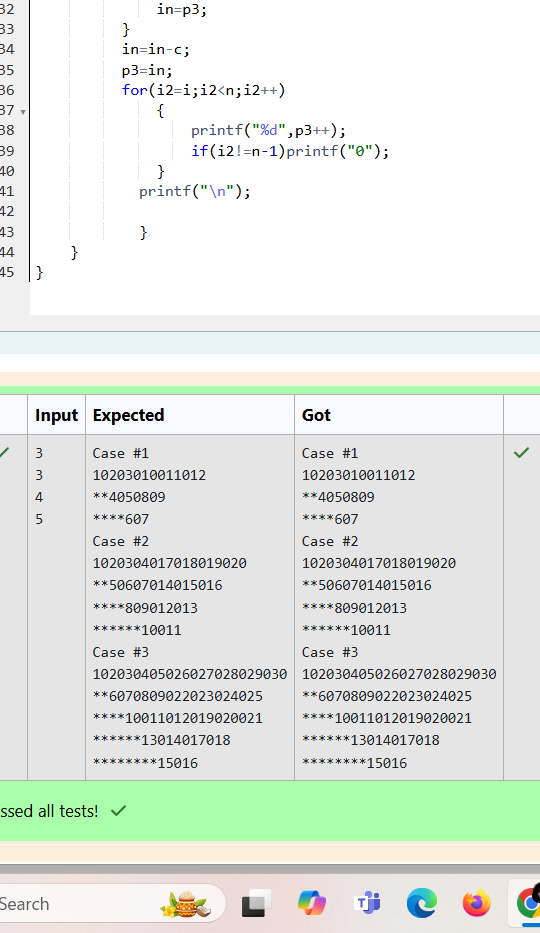 32 in=p3;
33 }
34 in=in-c;
35 p3=in;
36 for(i2=i;i2<n;i2++)
37 {
38 printf("%d",p3++);
39 if(i2!=n-1)printf("0");
40 }
41 printf("\n");
42
43 }
44 }
45 }
Input Expected Got
3 Case #1 Case #1
3 10203010011012 10203010011012
4 **4050809 **4050809
5 ****607 ****607
Case #2 Case #2
1020304017018019020 1020304017018019020
**50607014015016 **50607014015016
****809012013 ****809012013
******10011 ******10011
Case #3 Case #3
102030405026027028029030 102030405026027028029030
**6070809022023024025 **6070809022023024025
****10011012019020021 ****10011012019020021
******13014017018 ******13014017018
********15016 ********15016
ssed all tests!
Search